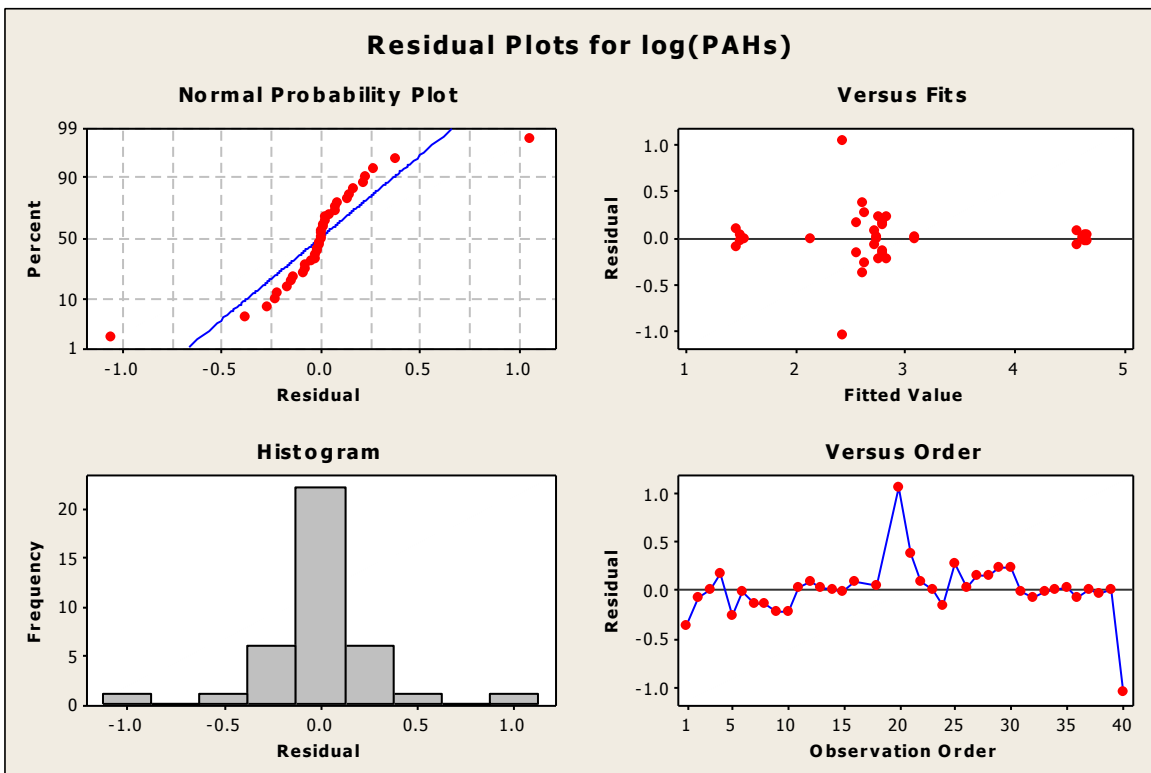 Residual Plots for log(PAHs)
Normal Probability Plot
99
90
50
10
1
Percent
-1.0 -0.5 0.0 0.5 1.0
Residual
Versus Fits
1.0
0.5
0.0
-0.5
-1.0
Residual
1 2 3 4 5
Fitted Value
Histogram
20
15
10
5
0
Frequency
-1.0 -0.5 0.0 0.5 1.0
Residual
Versus Order
1.0
0.5
0.0
-0.5
-1.0
Residual
1 5 10 15 20 25 30 35 40
Observation Order